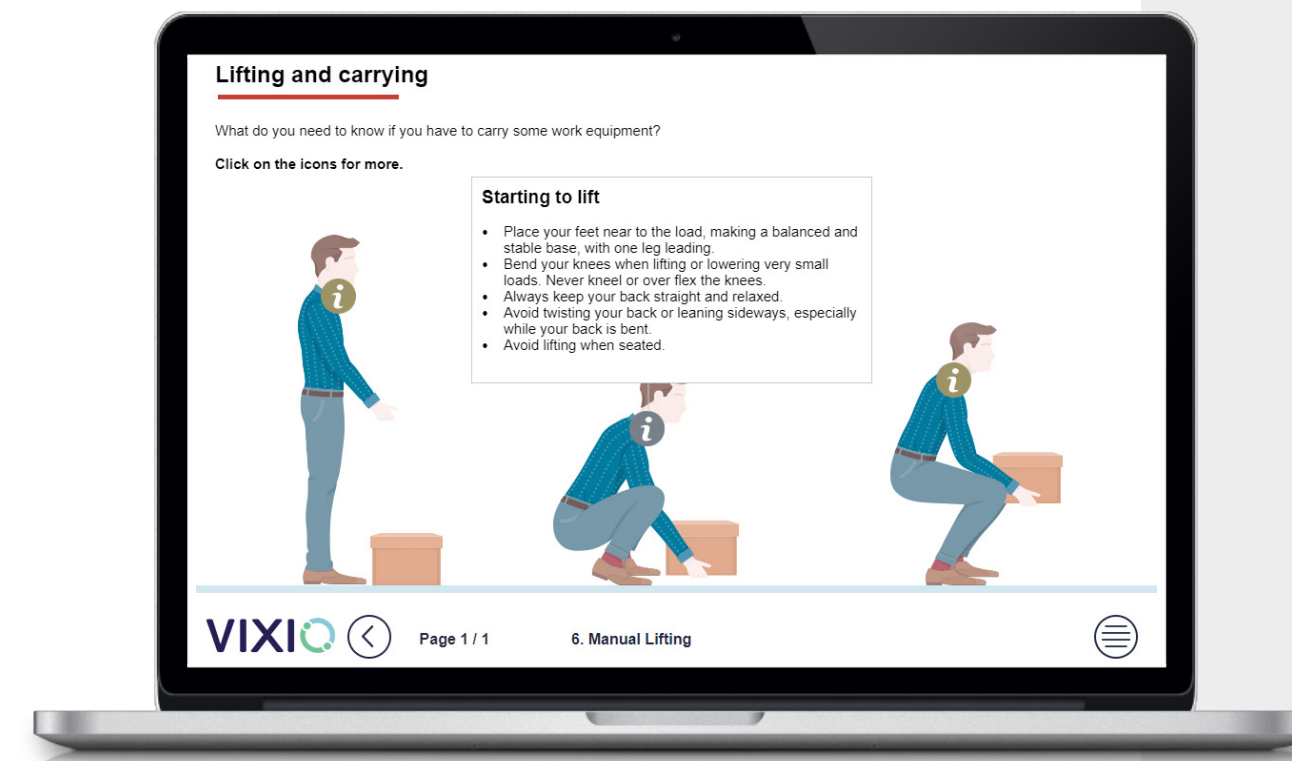 Lifting and carrying
What do you need to know if you have to carry some work equipment?
Click on the icons for more.
Starting to lift
• Place your feet near to the load, making a balanced and
stable base, with one leg leading.
• Bend your knees when lifting or lowering very small
loads. Never kneel or over flex the knees.
• Always keep your back straight and relaxed.
• Avoid twisting your back or leaning sideways, especially
while your back is bent.
• Avoid lifting when seated.
i
i
i
VIXIO
Page 1 / 1
6. Manual Lifting